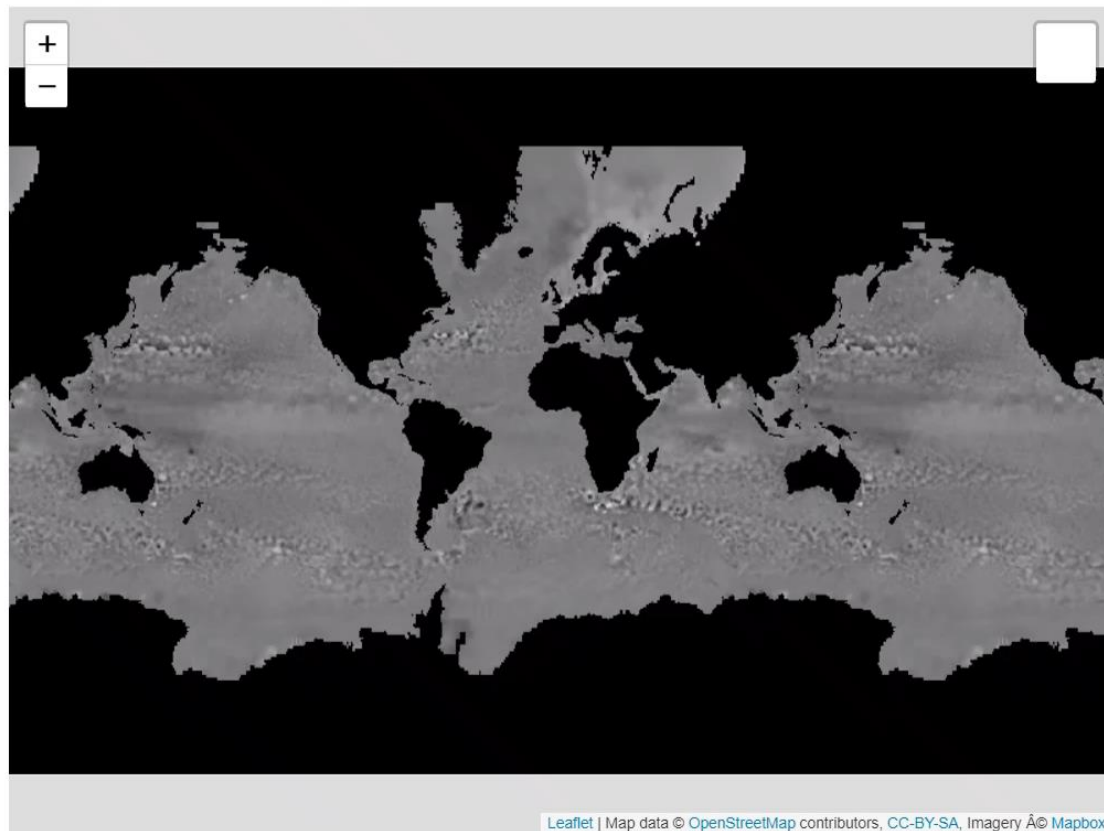 +
−
Leaflet | Map data © OpenStreetMap contributors, CC-BY-SA, Imagery Â© Mapbox